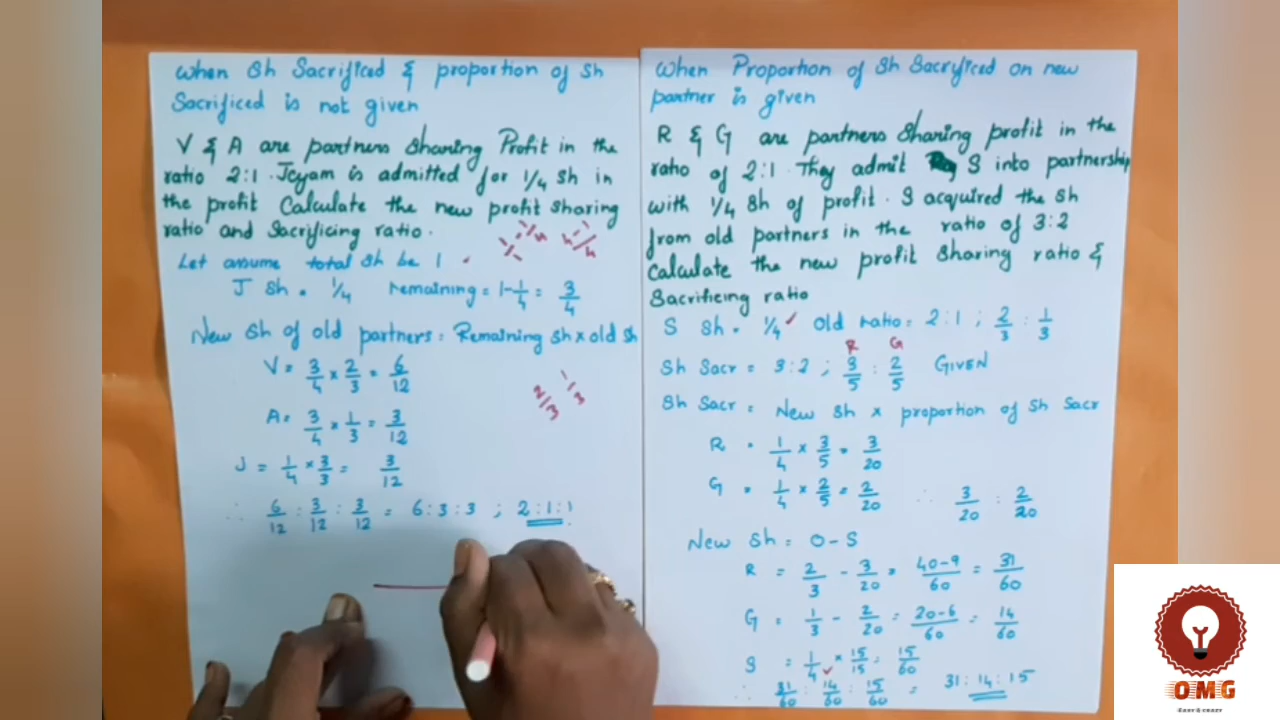 When Sh Sacrificed & proportion of Sh
Sacrificed is not given
V & A are partners Sharing Profit in the
ratio 2:1. Jcyam is admitted for 1/4 Sh in
the profit Calculate the new profit sharing
ratio and Sacrificing ratio.
Let assume total Sh be 1
J Sh = 1/4 remaining = 1-1/4 = 3/4
New Sh of old partners = Remaining sh x old Sh
V = 3/4 x 2/3 = 6/12
2/3 1/3
A = 3/4 x 1/3 = 3/12
J = 1/4 x 3/3 = 3/12
∴ 6/12 : 3/12 : 3/12 = 6:3:3 ; 2:1:1
When Proportion of Sh Sacrificed on new
partner is given
R & G are partners Sharing profit in the
ratio of 2:1. They admit S into partnership
with 1/4 Sh of profit. S acquired the Sh
from old partners in the ratio of 3:2
Calculate the new profit Sharing ratio &
Sacrificing ratio
S Sh = 1/4 ✓ Old ratio = 2:1 ; 2/3 : 1/3
R G
Sh Sacr = 3:2 ; 3/5 : 2/5 GIVEN
Sh Sacr = New Sh x proportion of Sh Sacr
R = 1/4 x 3/5 = 3/20
G = 1/4 x 2/5 = 2/20 ∴ 3/20 : 2/20
New Sh = O - S
R = 2/3 - 3/20 = 40-9/60 = 31/60
G = 1/3 - 2/20 = 20-6/60 = 14/60
S = 1/4 x 15/15 = 15/60
∴ 31/60 : 14/60 : 15/60 = 31:14:15
OMG